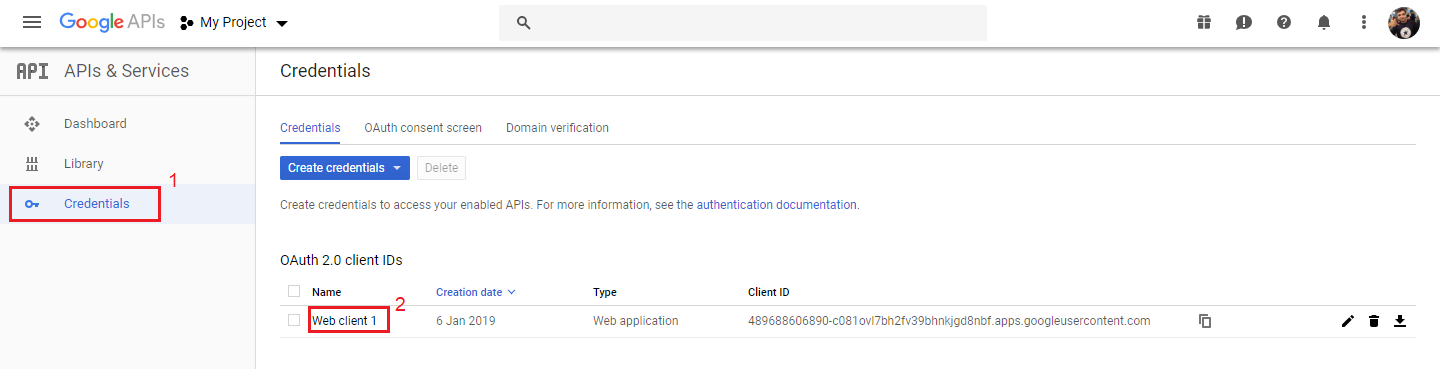 Google APIs My Project
API APIs & Services
Credentials
Dashboard
Library
Credentials 1
Credentials OAuth consent screen Domain verification
Create credentials Delete
Create credentials to access your enabled APIs. For more information, see the authentication documentation.
OAuth 2.0 client IDs
Name Creation date Type Client ID
Web client 1 2 6 Jan 2019 Web application 489688606890-c081ovl7bh2fv39bhnkjgd8nbf.apps.googleusercontent.com